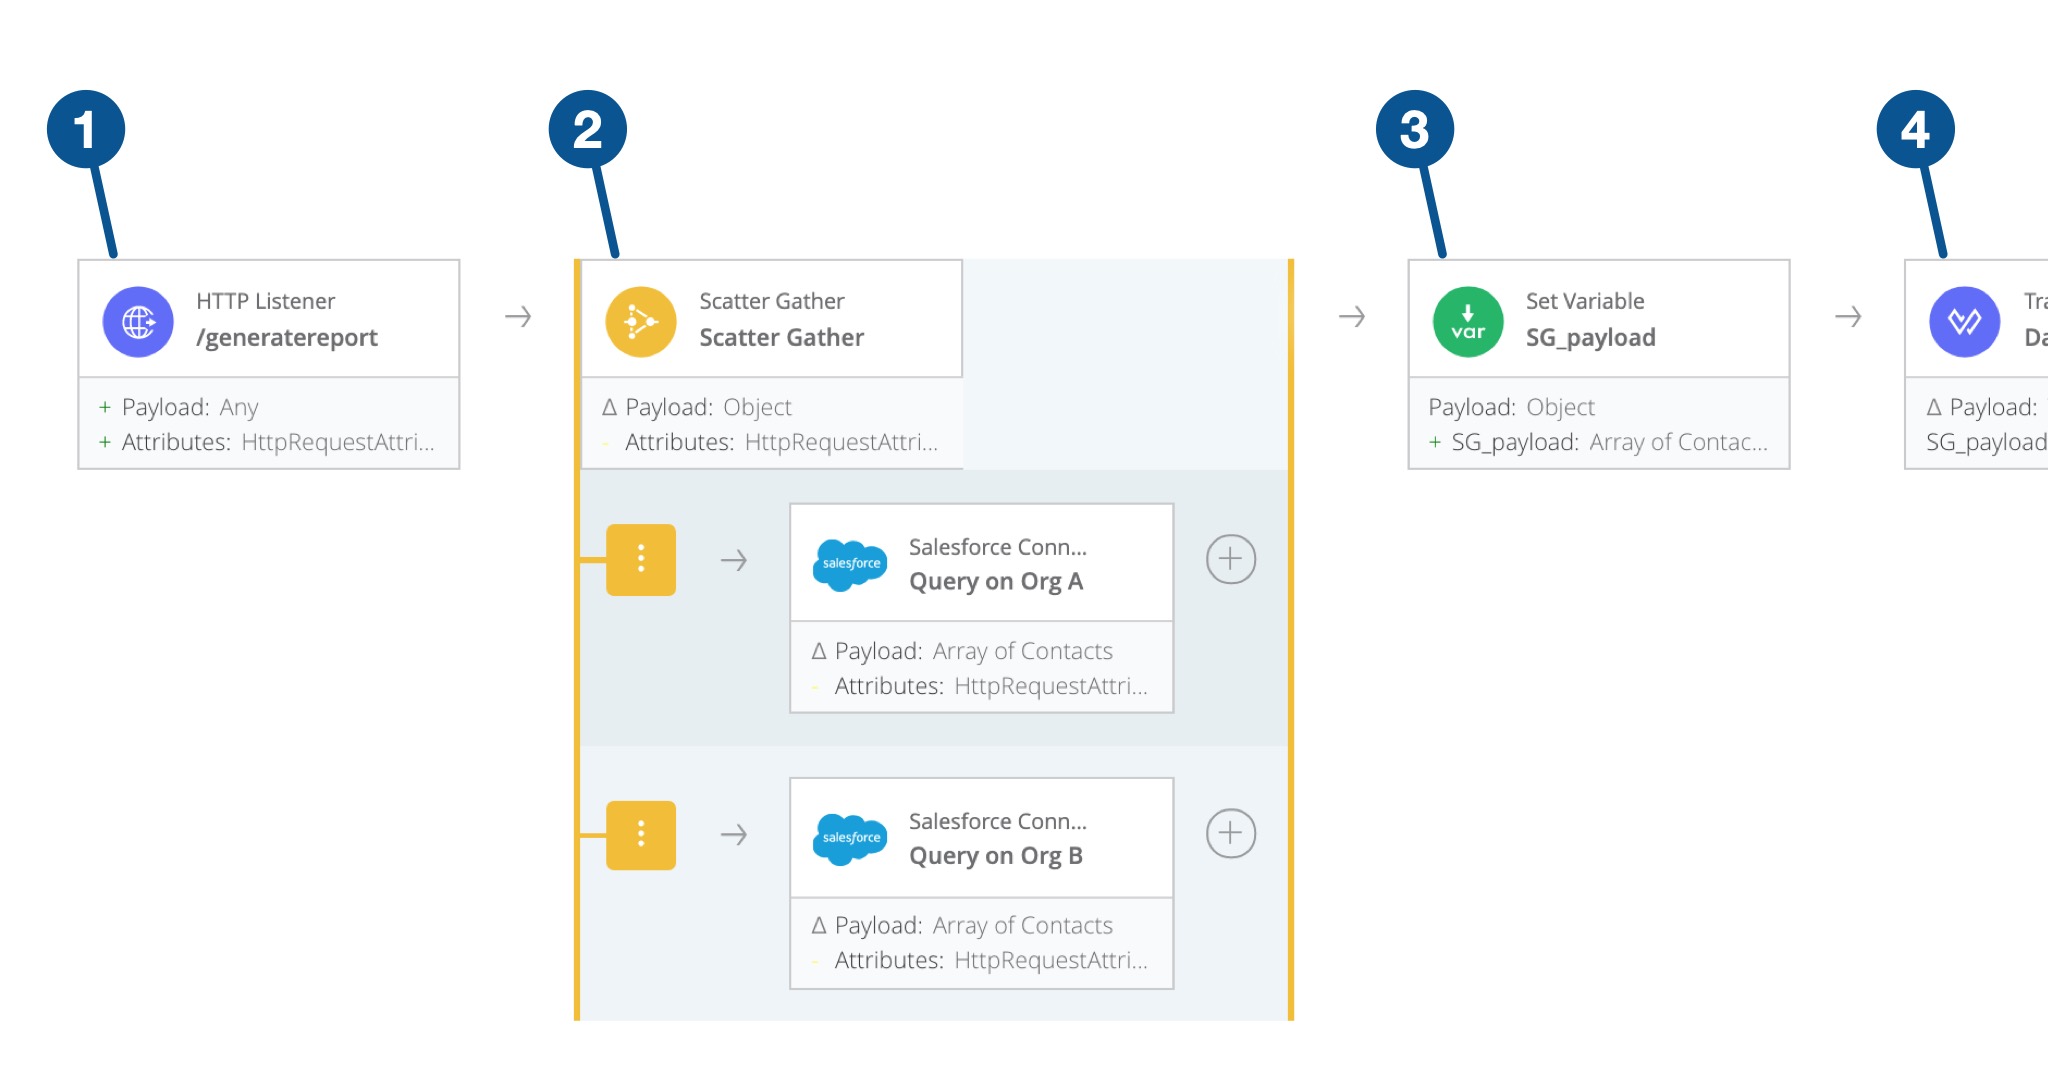 1
2
3
4
HTTP Listener
/generatereport
+ Payload: Any
+ Attributes: HttpRequestAttri...
Scatter Gather
Scatter Gather
Δ Payload: Object
- Attributes: HttpRequestAttri...
salesforce
Salesforce Conn...
Query on Org A
Δ Payload: Array of Contacts
- Attributes: HttpRequestAttri...
salesforce
Salesforce Conn...
Query on Org B
Δ Payload: Array of Contacts
- Attributes: HttpRequestAttri...
var
Set Variable
SG_payload
Payload: Object
+ SG_payload: Array of Contac...
Tra
Da
Δ Payload:
SG_payload